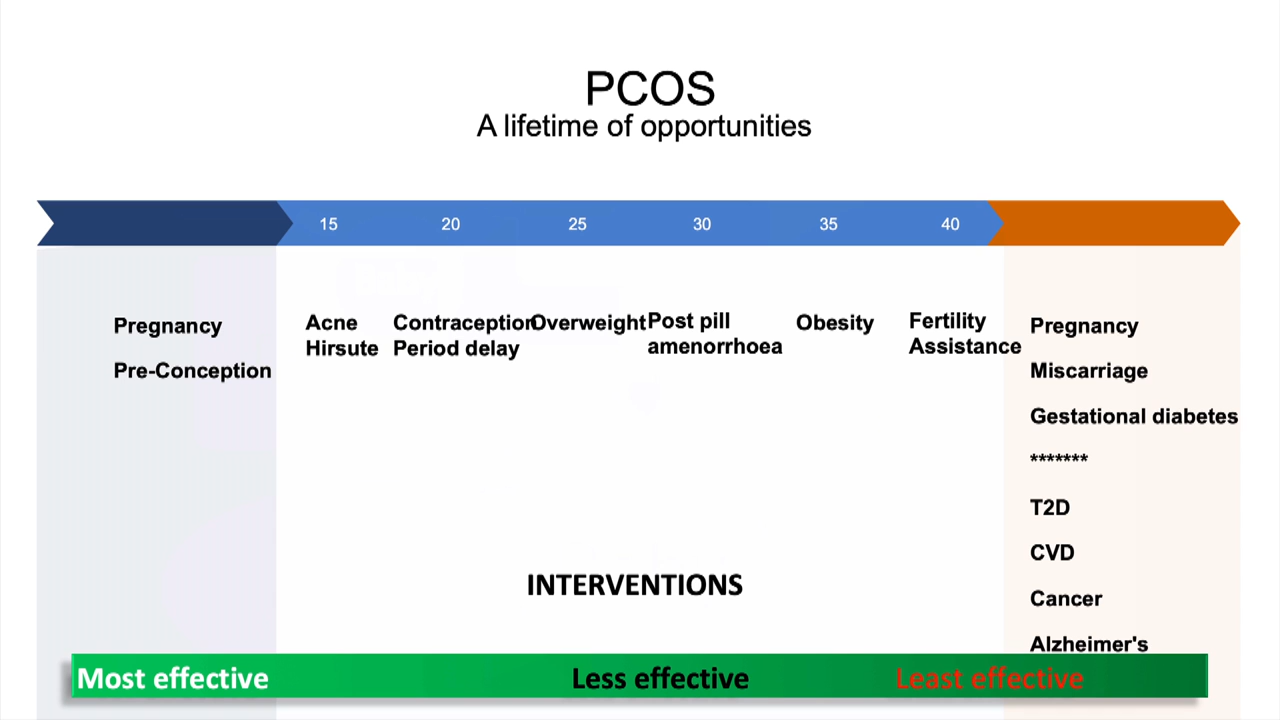 PCOS
A lifetime of opportunities
15 20 25 30 35 40
Pregnancy
Pre-Conception
Acne
Hirsute
Contraception
Period delay
Overweight
Post pill
amenorrhoea
Obesity
Fertility
Assistance
Pregnancy
Miscarriage
Gestational diabetes
*******
T2D
CVD
Cancer
Alzheimer's
INTERVENTIONS
Most effective Less effective Least effective